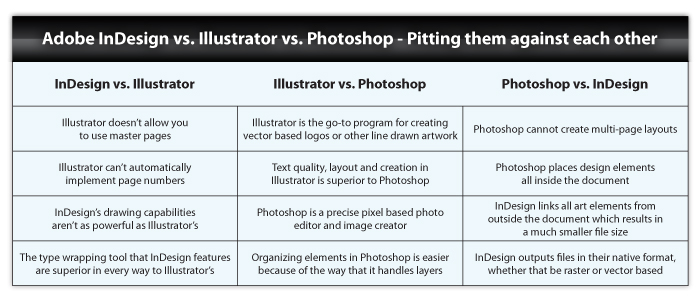 Adobe InDesign vs. Illustrator vs. Photoshop - Pitting them against each other
InDesign vs. Illustrator
Illustrator vs. Photoshop
Photoshop vs. InDesign
Illustrator doesn't allow you
to use master pages
Illustrator is the go-to program for creating
vector based logos or other line drawn artwork
Photoshop cannot create multi-page layouts
Illustrator can't automatically
implement page numbers
Text quality, layout and creation in
Illustrator is superior to Photoshop
Photoshop places design elements
all inside the document
InDesign's drawing capabilities
aren't as powerful as Illustrator's
Photoshop is a precise pixel based photo
editor and image creator
InDesign links all art elements from
outside the document which results in
a much smaller file size
The type wrapping tool that InDesign features
are superior in every way to Illustrator's
Organizing elements in Photoshop is easier
because of the way that it handles layers
InDesign outputs files in their native format,
whether that be raster or vector based